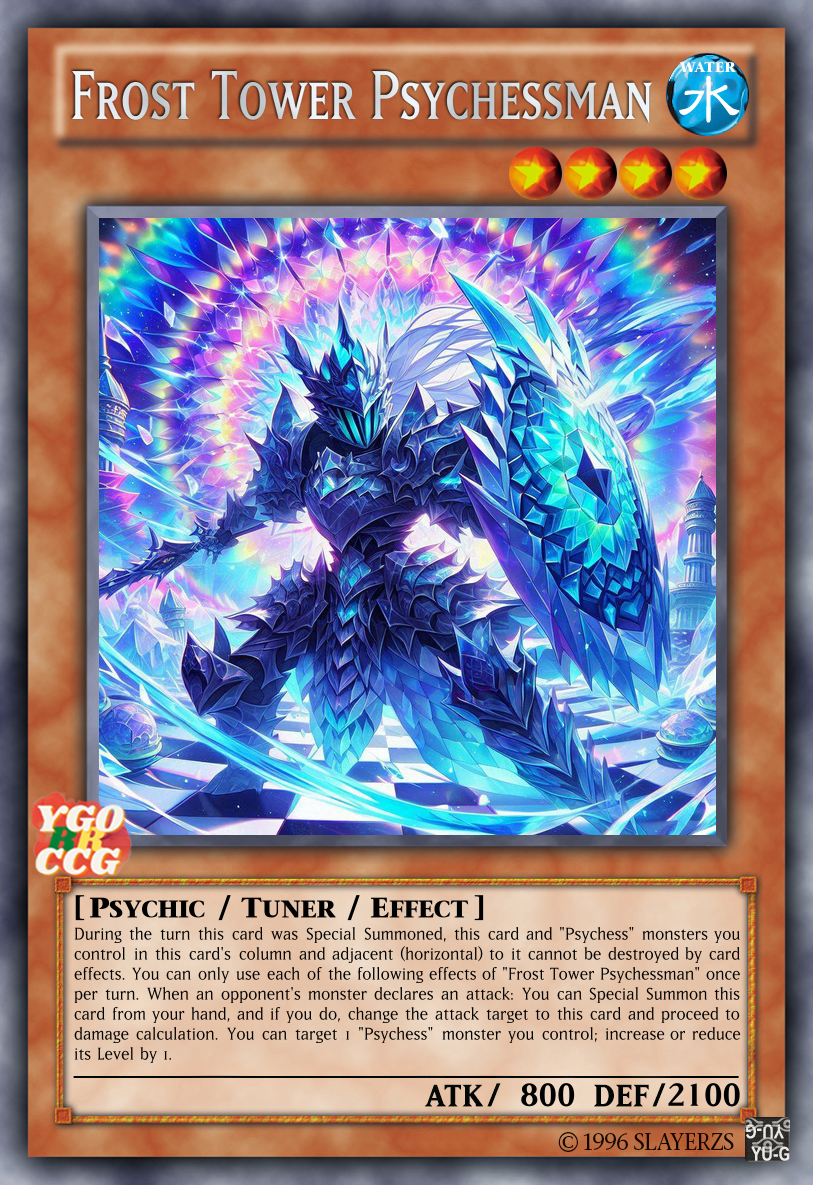 Frost Tower Psychessman
WATER
水
[ Psychic / Tuner / Effect ]
During the turn this card was Special Summoned, this card and "Psychess" monsters you
control in this card's column and adjacent (horizontal) to it cannot be destroyed by card
effects. You can only use each of the following effects of "Frost Tower Psychessman" once
per turn. When an opponent's monster declares an attack: You can Special Summon this
card from your hand, and if you do, change the attack target to this card and proceed to
damage calculation. You can target 1 "Psychess" monster you control; increase or reduce
its Level by 1.
ATK/ 800 DEF/2100
YGO
BR
CCG
© 1996 SLAYERZS
YU-G
YU-G